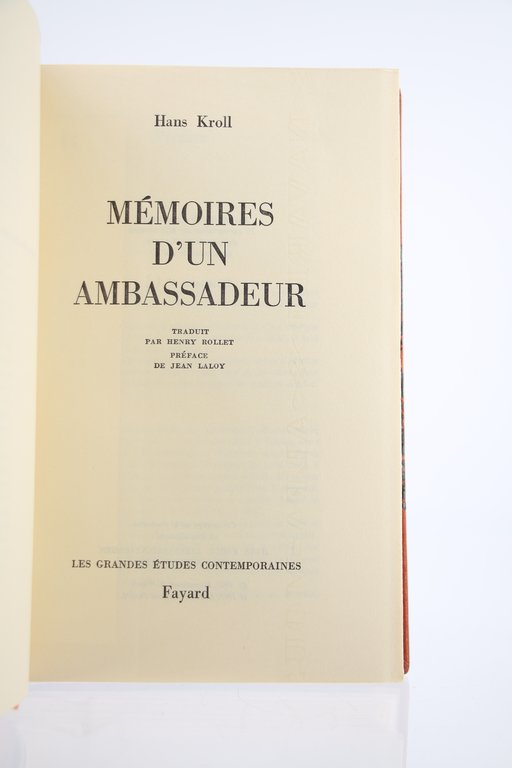 Hans Kroll
MÉMOIRES
D'UN
AMBASSADEUR
TRADUIT
PAR HENRY ROLLET
PRÉFACE
DE JEAN LALOY
LES GRANDES ÉTUDES CONTEMPORAINES
Fayard